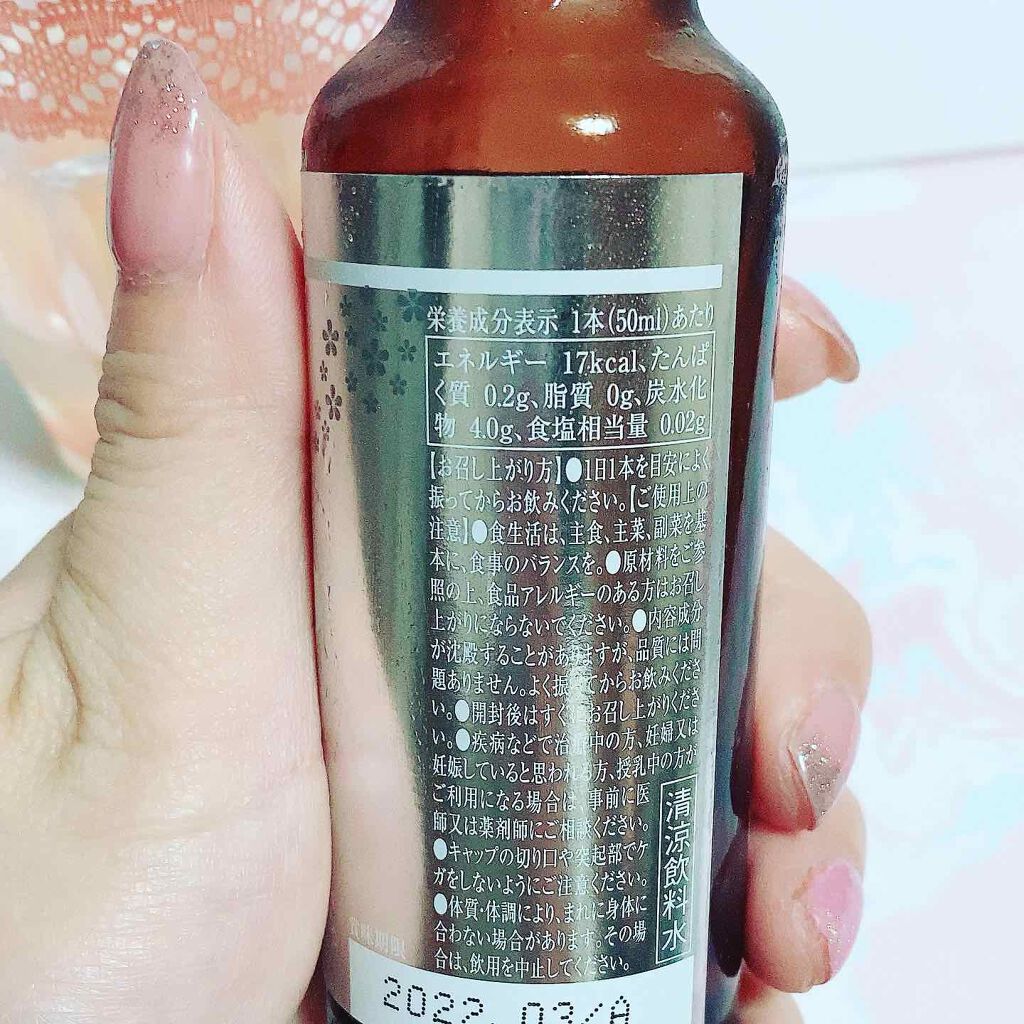 栄養成分表示 1本(50ml)あたり
エネルギー 17kcal、たんぱ
く質 0.2g、脂質 0g、炭水化
物 4.0g、食塩相当量 0.02g
【お召し上がり方】●1日1本を目安によく
振ってからお飲みください。【ご使用上の
注意】●食生活は、主食、主菜、副菜を基
本に、食事のバランスを。●原材料をご参
照の上、食品アレルギーのある方はお召し
上がりにならないでください。●内容成分
が沈殿することがありますが、品質には問
題ありません。よく振ってからお飲みくださ
い。●開封後はすぐにお召し上がりくださ
い。●疾病などで治療中の方、妊婦又は
妊娠していると思われる方、授乳中の方が
ご利用になる場合は、事前に医
師又は薬剤師にご相談ください。
●キャップの切り口や突起部でケ
ガをしないようにご注意ください。
●体質・体調により、まれに身体に
合わない場合があります。その場
合は、飲用を中止してください。
清涼飲料水
賞味期限
2022.03/A